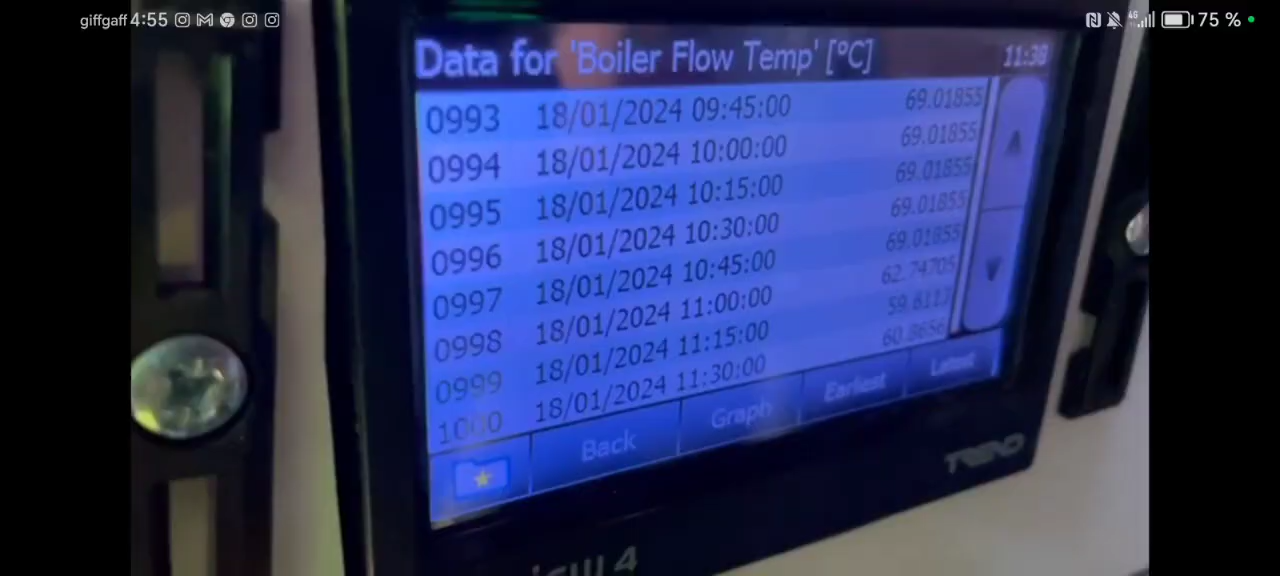 giffgaff 4:55 4G 75 %
Data for 'Boiler Flow Temp' [°C] 11:38
0993 18/01/2024 09:45:00 69.01855
0994 18/01/2024 10:00:00 69.01855
0995 18/01/2024 10:15:00 69.01855
0996 18/01/2024 10:30:00 69.01855
0997 18/01/2024 10:45:00 69.01855
0998 18/01/2024 11:00:00 62.74705
0999 18/01/2024 11:15:00
1000 18/01/2024 11:30:00
Back Graph Earliest Latest
TREND